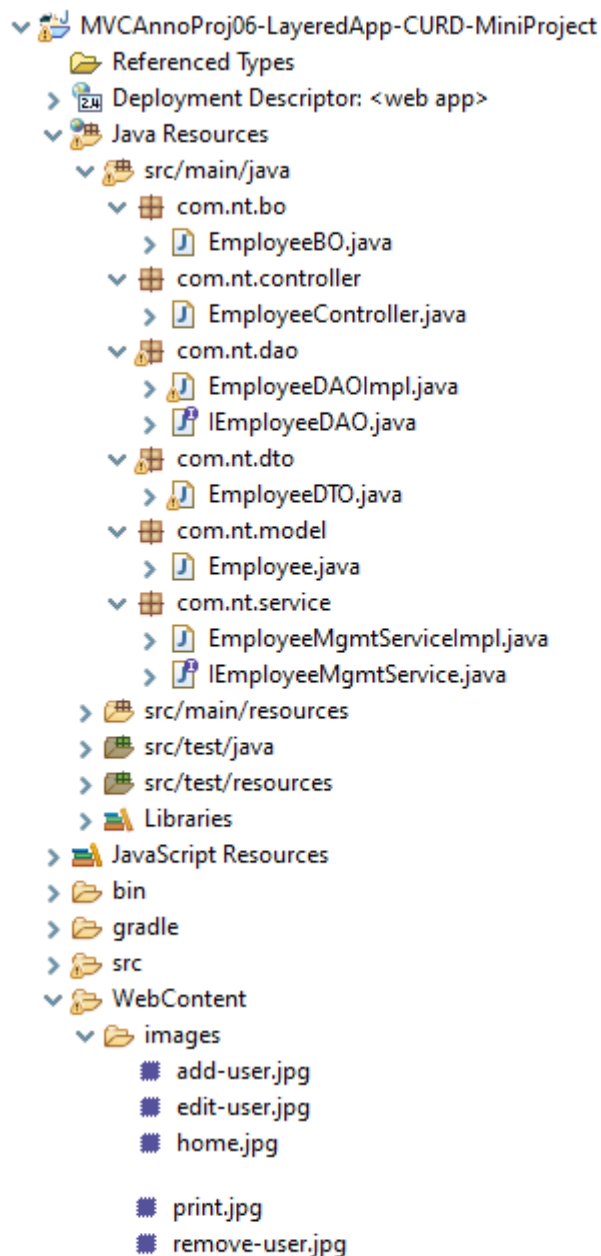 MVCAnnoProj06-LayeredApp-CURD-MiniProject
Referenced Types
2.4 Deployment Descriptor: <web app>
Java Resources
src/main/java
com.nt.bo
J EmployeeBO.java
com.nt.controller
J EmployeeController.java
com.nt.dao
J EmployeeDAOImpl.java
J I IEmployeeDAO.java
com.nt.dto
J EmployeeDTO.java
com.nt.model
J Employee.java
com.nt.service
J EmployeeMgmtServiceImpl.java
J I IEmployeeMgmtService.java
src/main/resources
src/test/java
src/test/resources
Libraries
JavaScript Resources
bin
gradle
src
WebContent
images
add-user.jpg
edit-user.jpg
home.jpg
print.jpg
remove-user.jpg